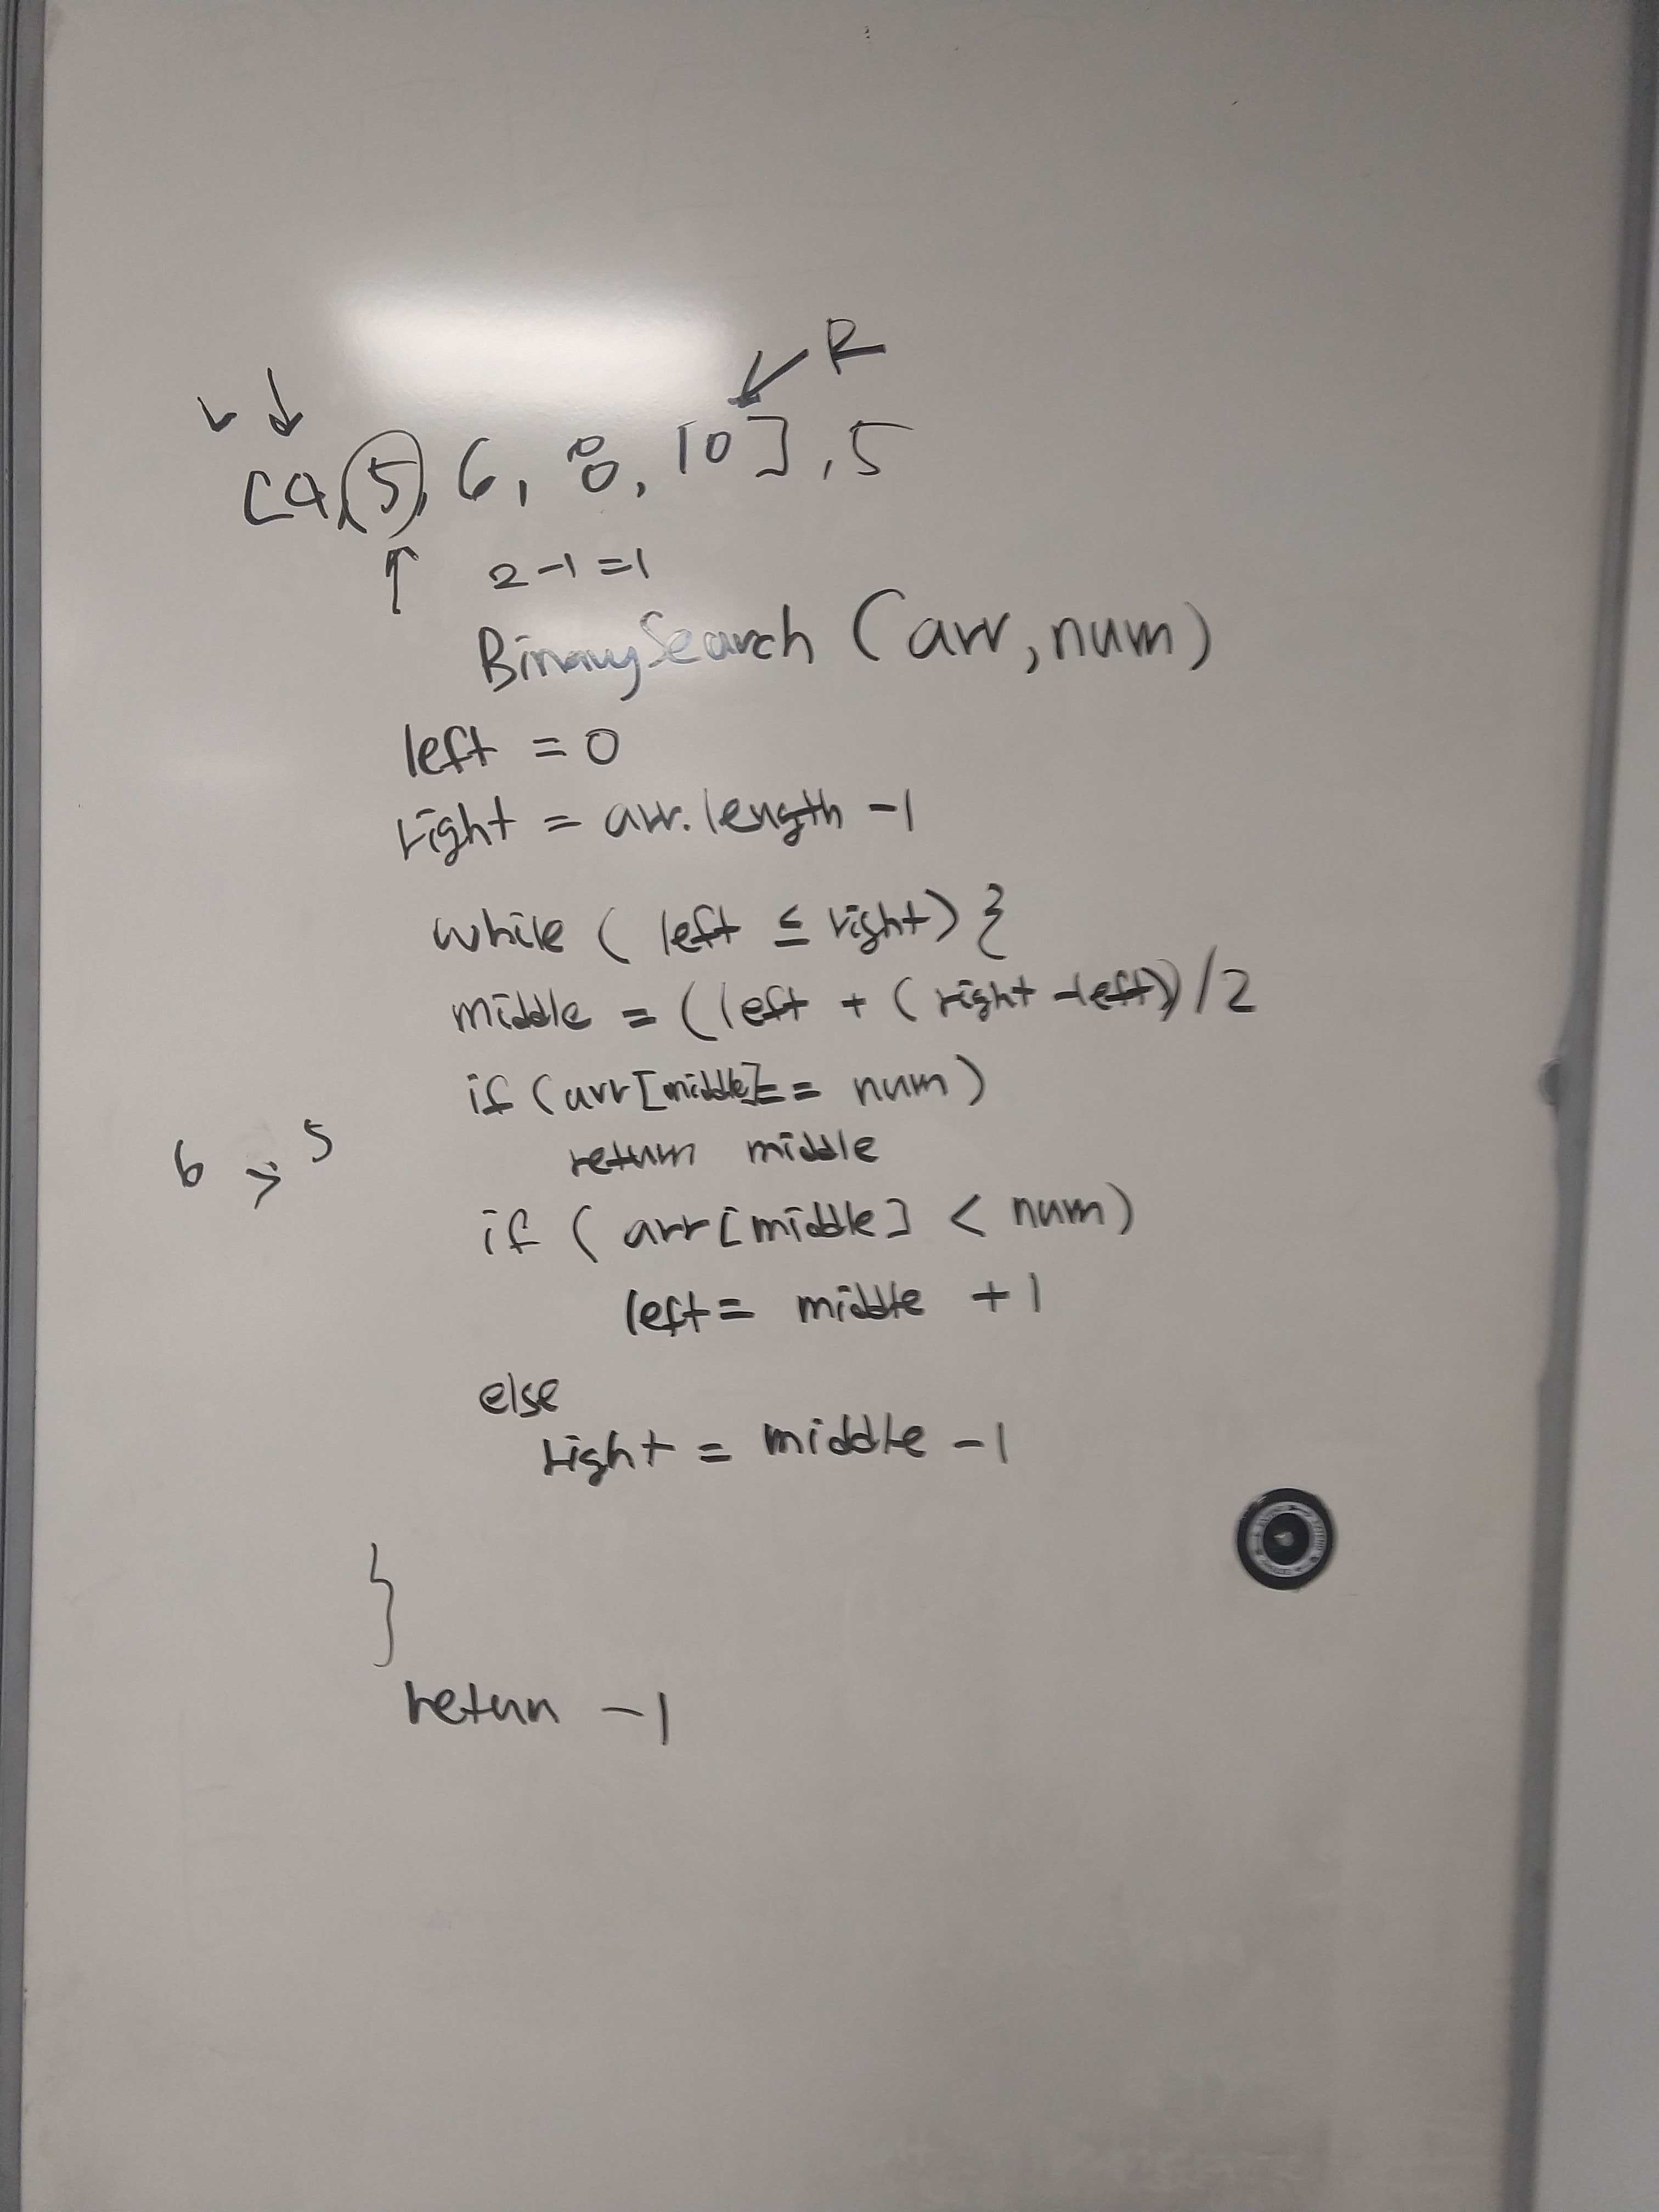 R
L
[4, 5, 6, 8, 10], 5
2 - 1 = 1
BinarySearch (arr, num)
left = 0
right = arr.length - 1
while ( left ≤ right) }
middle = (left + ( right - left)) / 2
if (arr[middle] == num)
return middle
6 > 5
if ( arr[middle] < num)
left = middle + 1
else
right = middle - 1
}
return -1